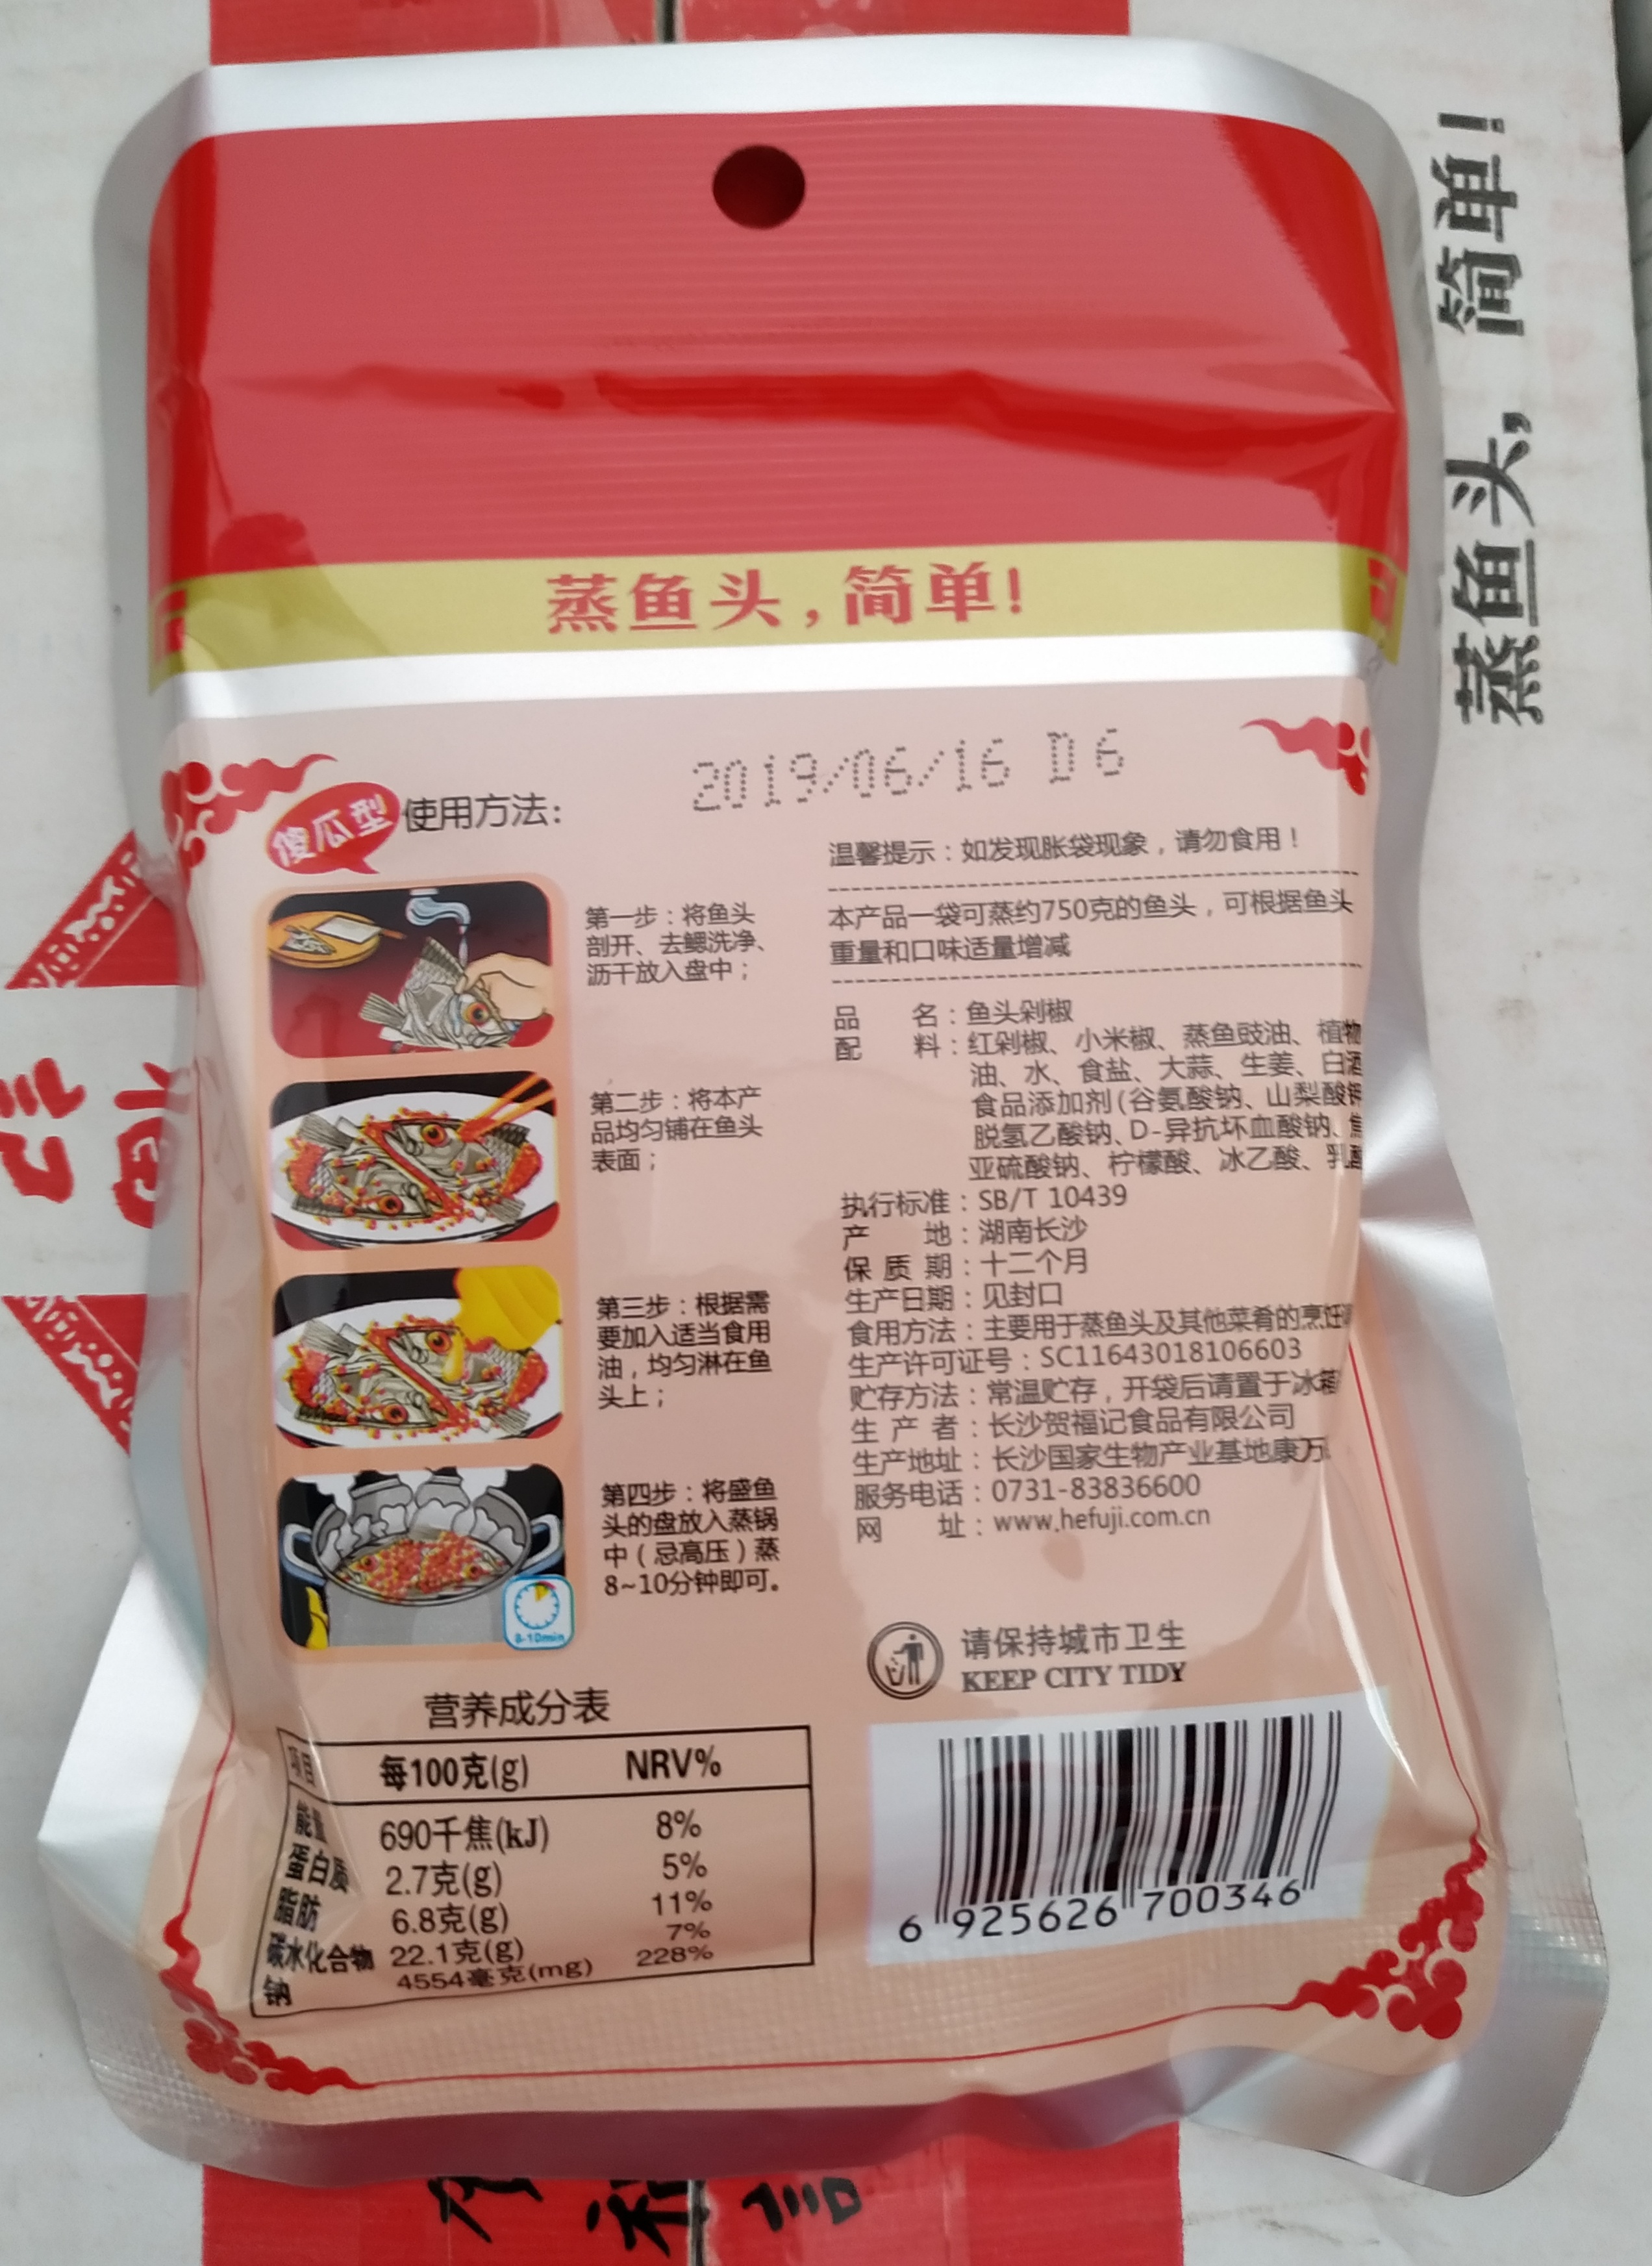 蒸鱼头,简单!
蒸鱼头,简单!
2019/06/16 D6
傻瓜型使用方法:
第一步:将鱼头
剖开、去鳃洗净、
沥干放入盘中;
第二步:将本产
品均匀铺在鱼头
表面;
第三步:根据需
要加入适当食用
油,均匀淋在鱼
头上;
第四步:将盛鱼
头的盘放入蒸锅
中(忌高压)蒸
8~10分钟即可。
8-10min
温馨提示:如发现胀袋现象,请勿食用!
本产品一袋可蒸约750克的鱼头,可根据鱼头
重量和口味适量增减
品 名:鱼头剁椒
配 料:红剁椒、小米椒、蒸鱼豉油、植物
油、水、食盐、大蒜、生姜、白酒
食品添加剂(谷氨酸钠、山梨酸钾
脱氢乙酸钠、D-异抗坏血酸钠、焦
亚硫酸钠、柠檬酸、冰乙酸、乳酸
执行标准:SB/T 10439
产 地:湖南长沙
保 质 期:十二个月
生产日期:见封口
食用方法:主要用于蒸鱼头及其他菜肴的烹饪
生产许可证号:SC11643018106603
贮存方法:常温贮存,开袋后请置于冰箱
生 产 者:长沙贺福记食品有限公司
生产地址:长沙国家生物产业基地康万
服务电话:0731-83836600
网 址:www.hefuji.com.cn
请保持城市卫生
KEEP CITY TIDY
营养成分表
项目 每100克(g) NRV%
能量 690千焦(kJ) 8%
蛋白质 2.7克(g) 5%
脂肪 6.8克(g) 11%
碳水化合物 22.1克(g) 7%
钠 4554毫克(mg) 228%
6 925626 700346